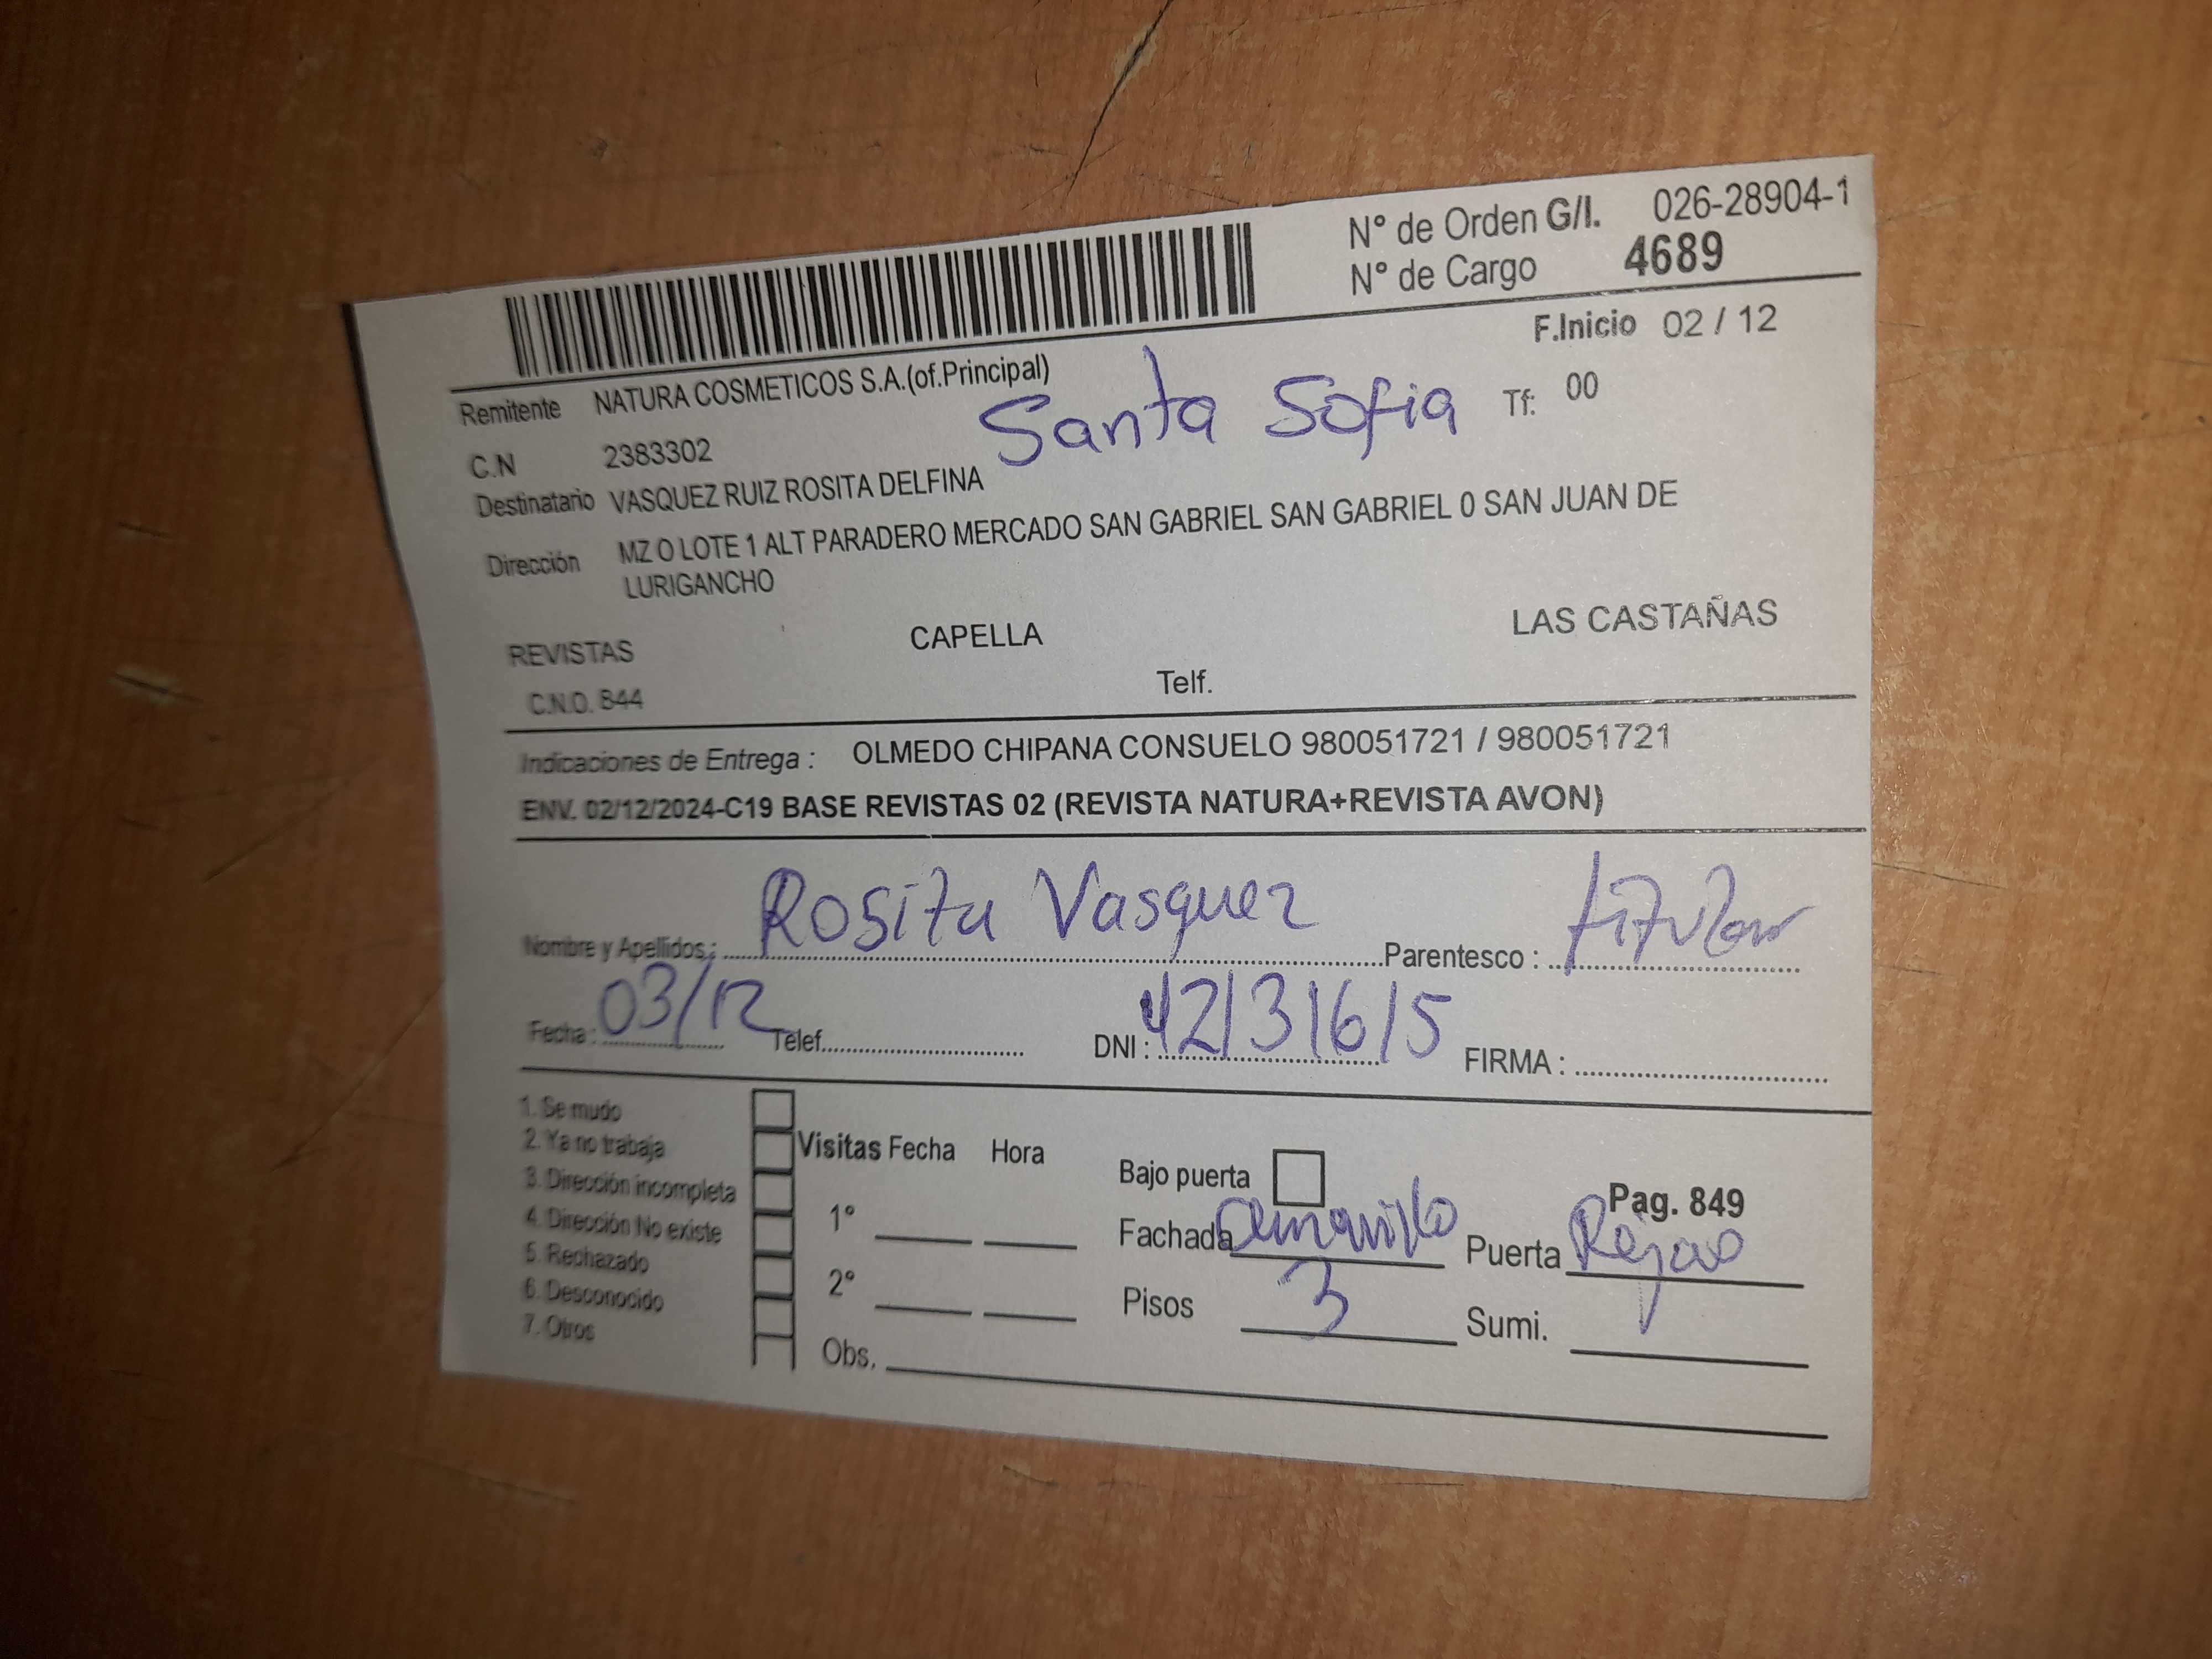 N° de Orden G/I. 026-28904-1
N° de Cargo 4689
F.Inicio 02 / 12
Remitente NATURA COSMETICOS S.A.(of.Principal)
Santa Sofia Tf: 00
C.N 2383302
Destinatario VASQUEZ RUIZ ROSITA DELFINA
Dirección MZ O LOTE 1 ALT PARADERO MERCADO SAN GABRIEL SAN GABRIEL 0 SAN JUAN DE
LURIGANCHO
REVISTAS CAPELLA LAS CASTAÑAS
C.N.O. 844 Telf.
Indicaciones de Entrega : OLMEDO CHIPANA CONSUELO 980051721 / 980051721
ENV. 02/12/2024-C19 BASE REVISTAS 02 (REVISTA NATURA+REVISTA AVON)
Nombre y Apellidos : Rosita Vasquez Parentesco : titular
Fecha : 03/12 Telef. DNI : 42131615 FIRMA :
1. Se mudo
2. Ya no trabaja
3. Dirección incompleta
4. Dirección No existe
5. Rechazado
6. Desconocido
7. Otros
Visitas Fecha Hora
1°
2°
Obs.
Bajo puerta
Pag. 849
Fachada amarillo Puerta Rejas
Pisos 3 Sumi.